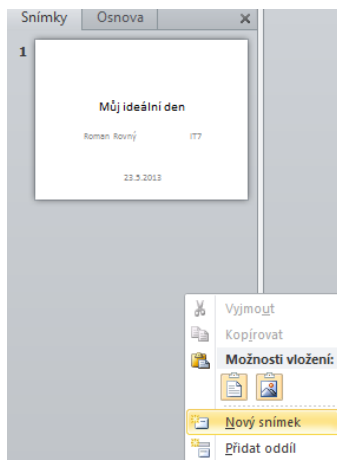 Snímky Osnova
1
Můj ideální den
Roman Rovný IT7
23.5.2013
Vyjmout
Kopírovat
Možnosti vložení:
Nový snímek
Přidat oddíl